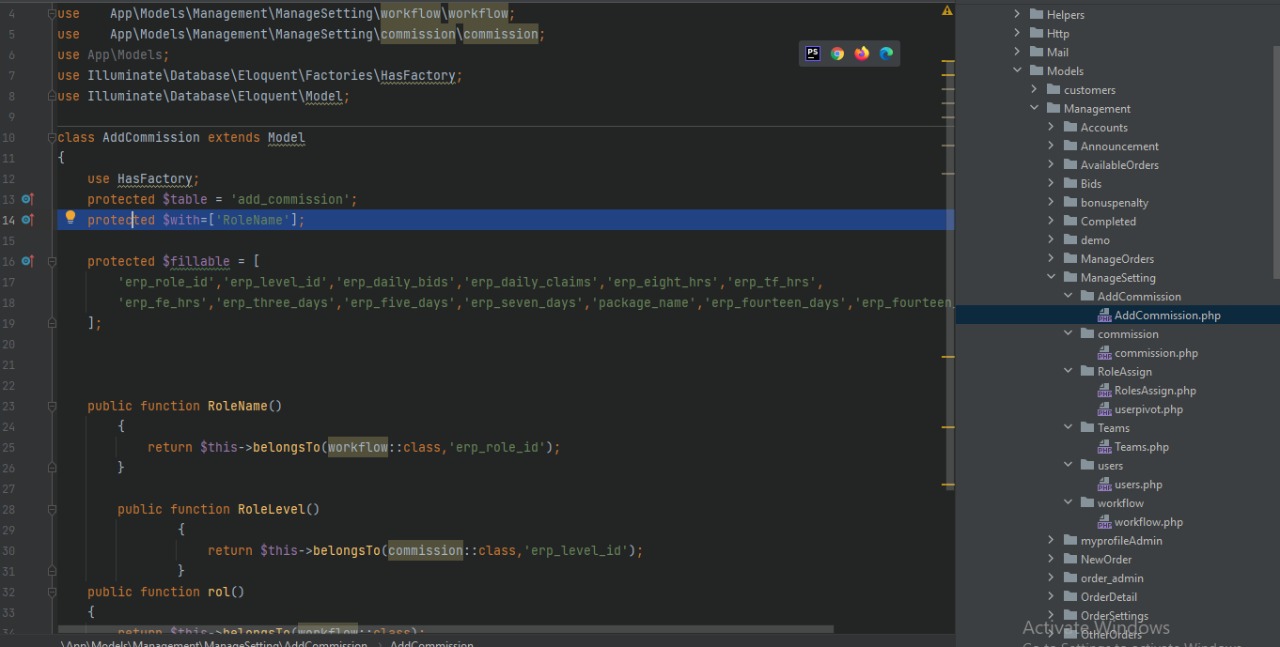 4 use App\Models\Management\ManageSetting\workflow\workflow;
5 use App\Models\Management\ManageSetting\commission\commission;
6 use App\Models;
7 use Illuminate\Database\Eloquent\Factories\HasFactory;
8 use Illuminate\Database\Eloquent\Model;
9
10 class AddCommission extends Model
11 {
12 use HasFactory;
13 protected $table = 'add_commission';
14 protected $with=['RoleName'];
15
16 protected $fillable = [
17 'erp_role_id','erp_level_id','erp_daily_bids','erp_daily_claims','erp_eight_hrs','erp_tf_hrs',
18 'erp_fe_hrs','erp_three_days','erp_five_days','erp_seven_days','package_name','erp_fourteen_days','erp_fourteen_
19 ];
20
21
22
23 public function RoleName()
24 {
25 return $this->belongsTo(workflow::class,'erp_role_id');
26 }
27
28 public function RoleLevel()
29 {
30 return $this->belongsTo(commission::class,'erp_level_id');
31 }
32 public function rol()
33 {
34 return $this->belongsTo(workflow::class);
\App\Models\Management\ManageSetting\AddCommission > AddCommission
PS
Helpers
Http
Mail
Models
customers
Management
Accounts
Announcement
AvailableOrders
Bids
bonuspenalty
Completed
demo
ManageOrders
ManageSetting
AddCommission
AddCommission.php
commission
commission.php
RoleAssign
RolesAssign.php
userpivot.php
Teams
Teams.php
users
users.php
workflow
workflow.php
myprofileAdmin
NewOrder
order_admin
OrderDetail
OrderSettings
OtherOrders
Activate Windows
Go to Settings to activate Windows.